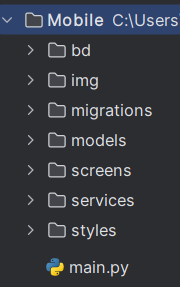 Mobile C:\Users
bd
img
migrations
models
screens
services
styles
main.py